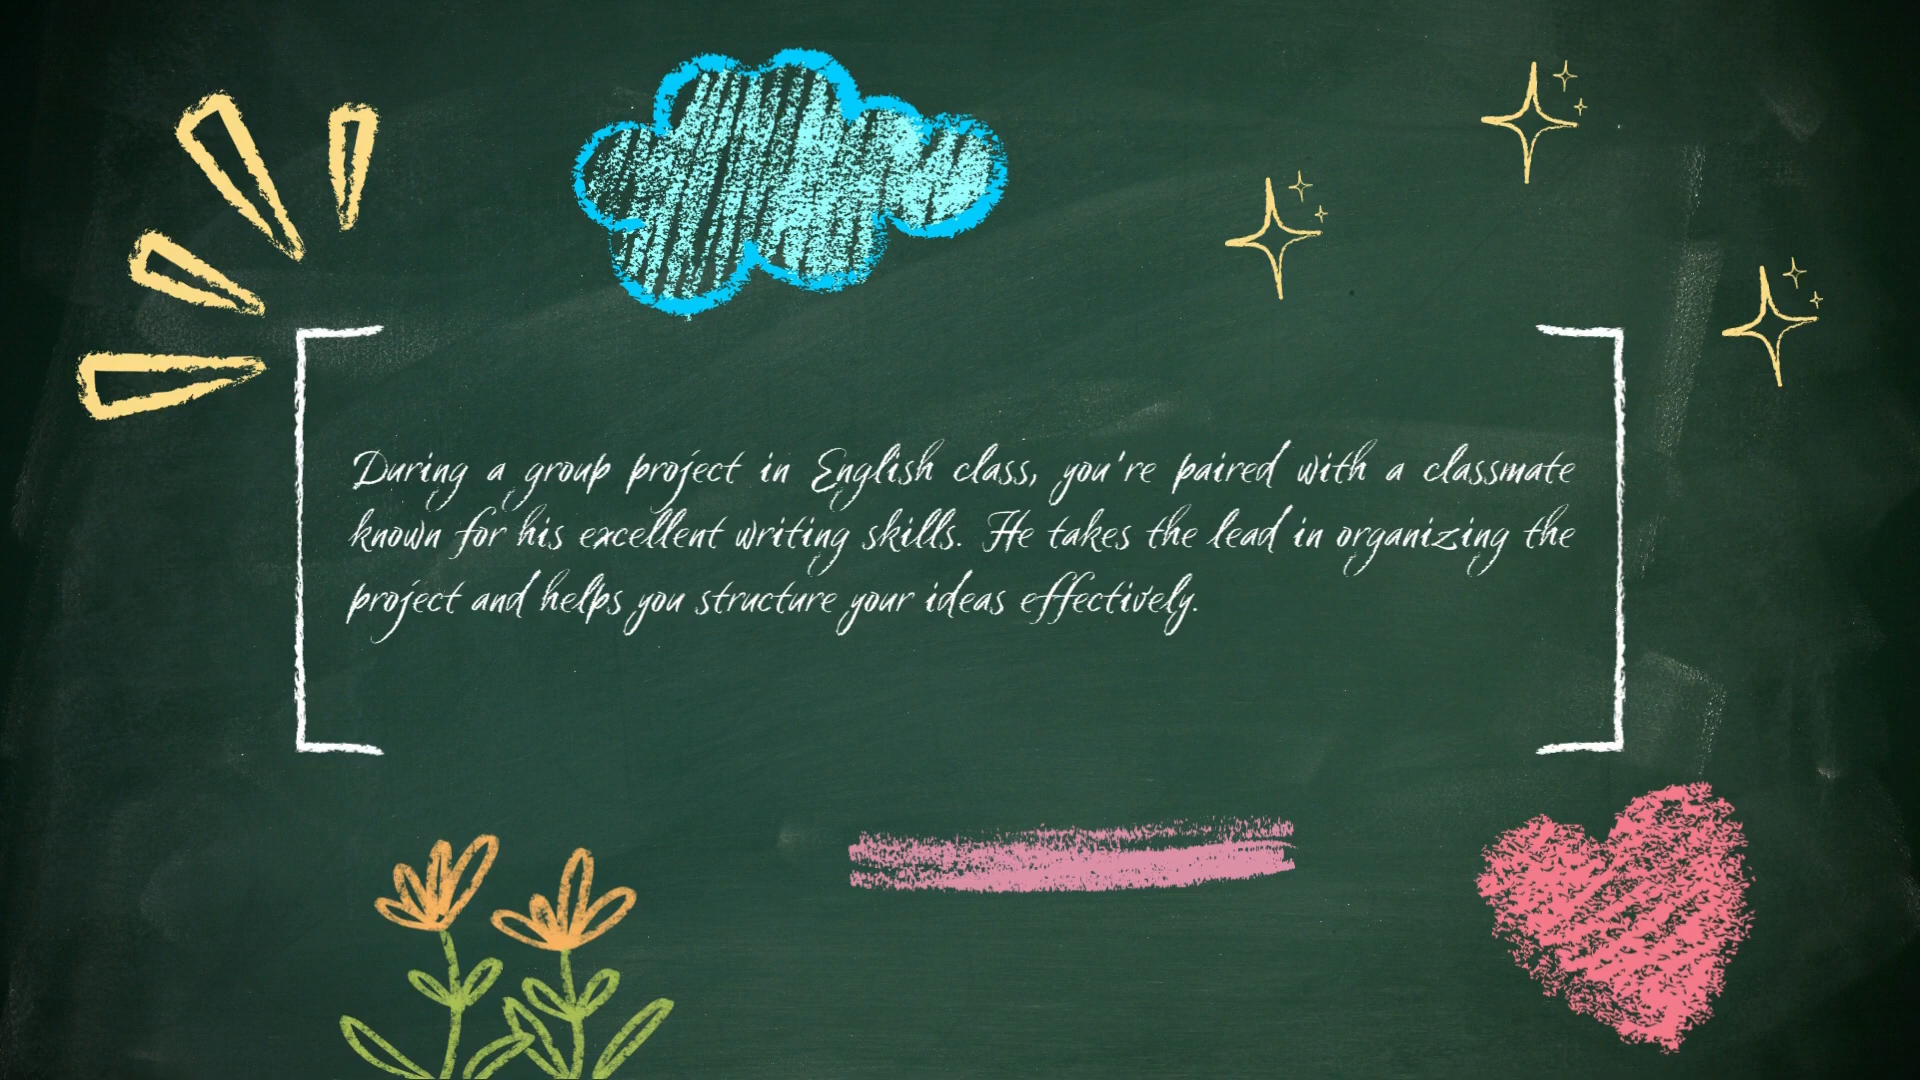 During a group project in English class, you're paired with a classmate
known for his excellent writing skills. He takes the lead in organizing the
project and helps you structure your ideas effectively.